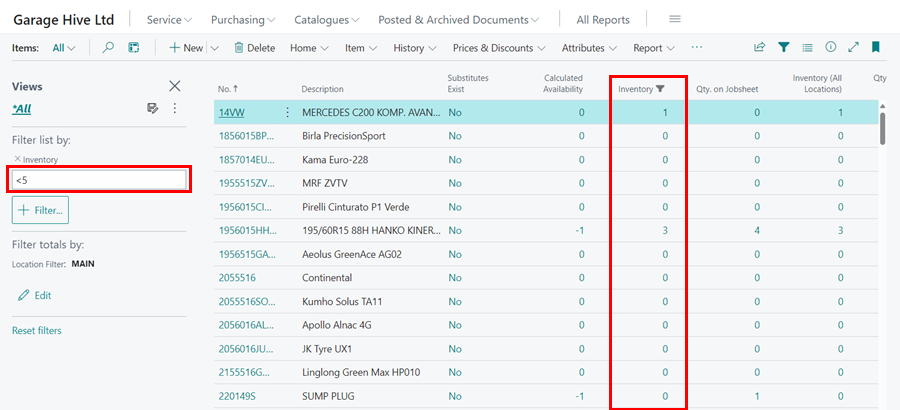 Garage Hive Ltd Service Purchasing Catalogues Posted & Archived Documents All Reports
Items: All New Delete Home Item History Prices & Discounts Attributes Report ...
Views
*All
Filter list by:
× Inventory
<5
+ Filter...
Filter totals by:
Location Filter: MAIN
Edit
Reset filters
No. ↑ Description Substitutes Exist Calculated Availability Inventory Qty. on Jobsheet Inventory (All Locations) Qty
14VW MERCEDES C200 KOMP. AVAN... No 0 1 0 1
1856015BP... Birla PrecisionSport No 0 0 0 0
1857014EU... Kama Euro-228 No 0 0 0 0
1955515ZV... MRF ZVTV No 0 0 0 0
1956015CI... Pirelli Cinturato P1 Verde No 0 0 0 0
1956015HH... 195/60R15 88H HANKO KINER... No -1 3 4 3
1956515GA... Aeolus GreenAce AG02 No 0 0 0 0
2055516 Continental No 0 0 0 0
2055516SO... Kumho Solus TA11 No 0 0 0 0
2056016AL... Apollo Alnac 4G No 0 0 0 0
2056016JU... JK Tyre UX1 No 0 0 0 0
2155516G... Linglong Green Max HP010 No 0 0 0 0
220149S SUMP PLUG No -1 0 1 0